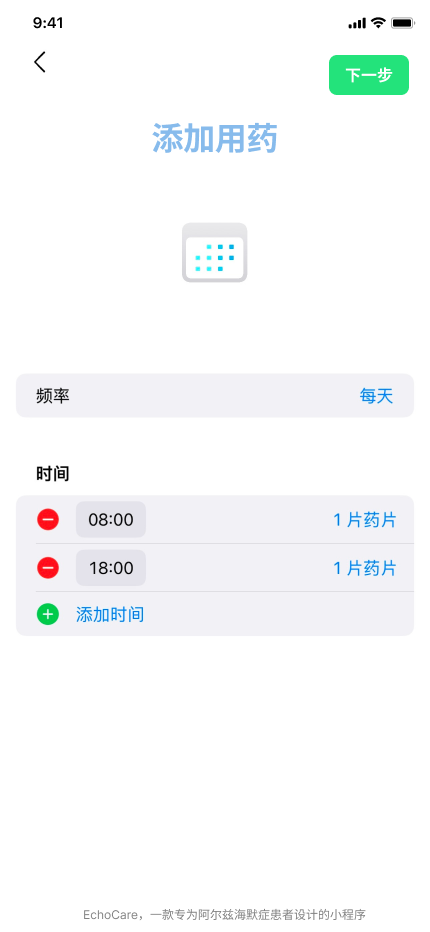 9:41
下一步
添加用药
频率
每天
时间
08:00
1 片药片
18:00
1 片药片
添加时间
EchoCare，一款专为阿尔兹海默症患者设计的小程序